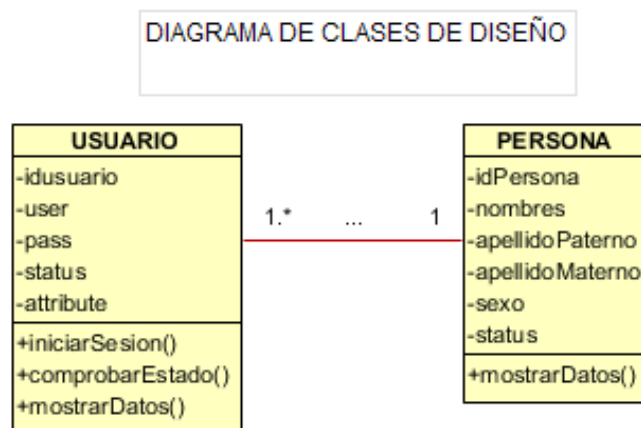 DIAGRAMA DE CLASES DE DISEÑO
USUARIO
-idusuario
-user
-pass
-status
-attribute
+iniciarSesion()
+comprobarEstado()
+mostrarDatos()
1.* ... 1
PERSONA
-idPersona
-nombres
-apellidoPaterno
-apellidoMaterno
-sexo
-status
+mostrarDatos()